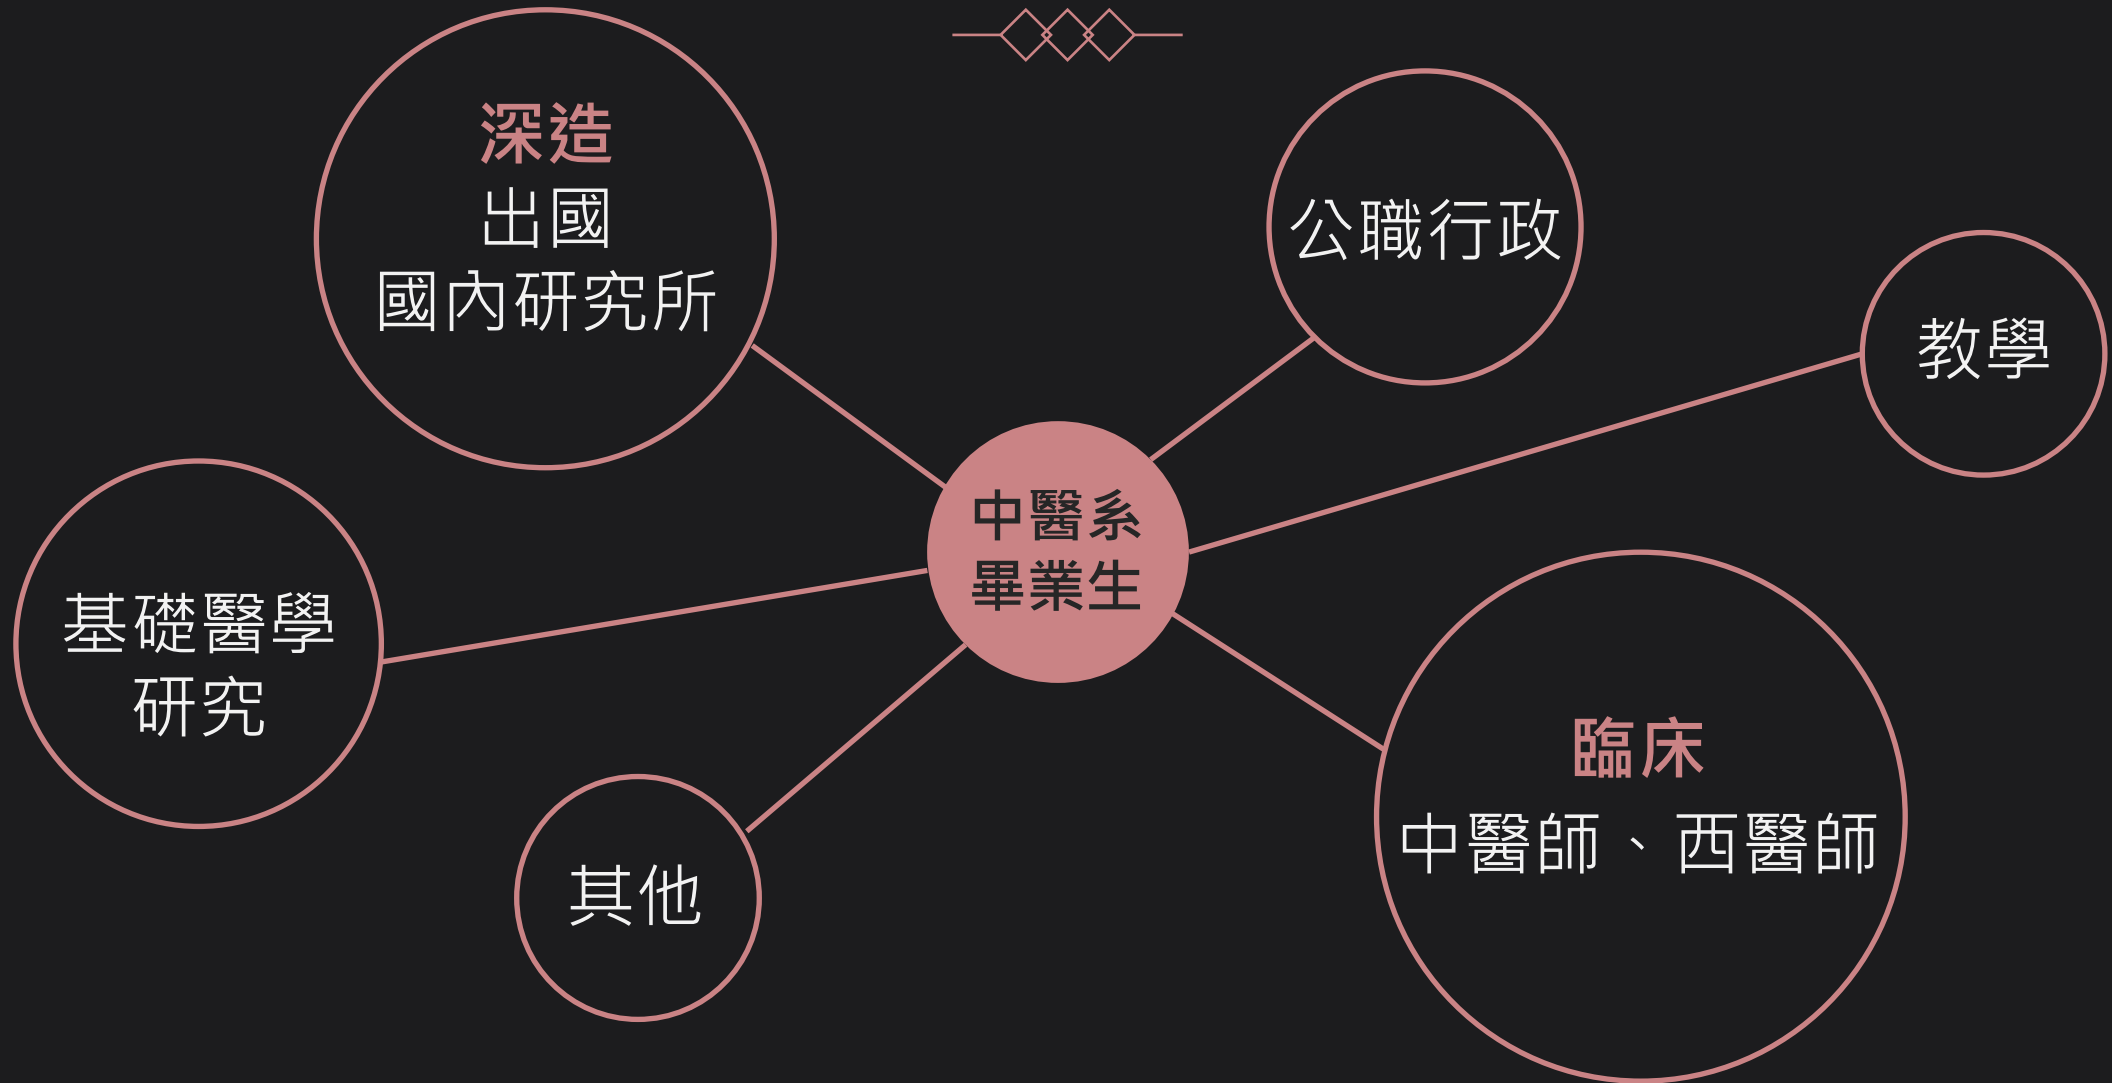 深造
出國
國內研究所
公職行政
教學
中醫系
畢業生
基礎醫學
研究
臨床
中醫師、西醫師
其他